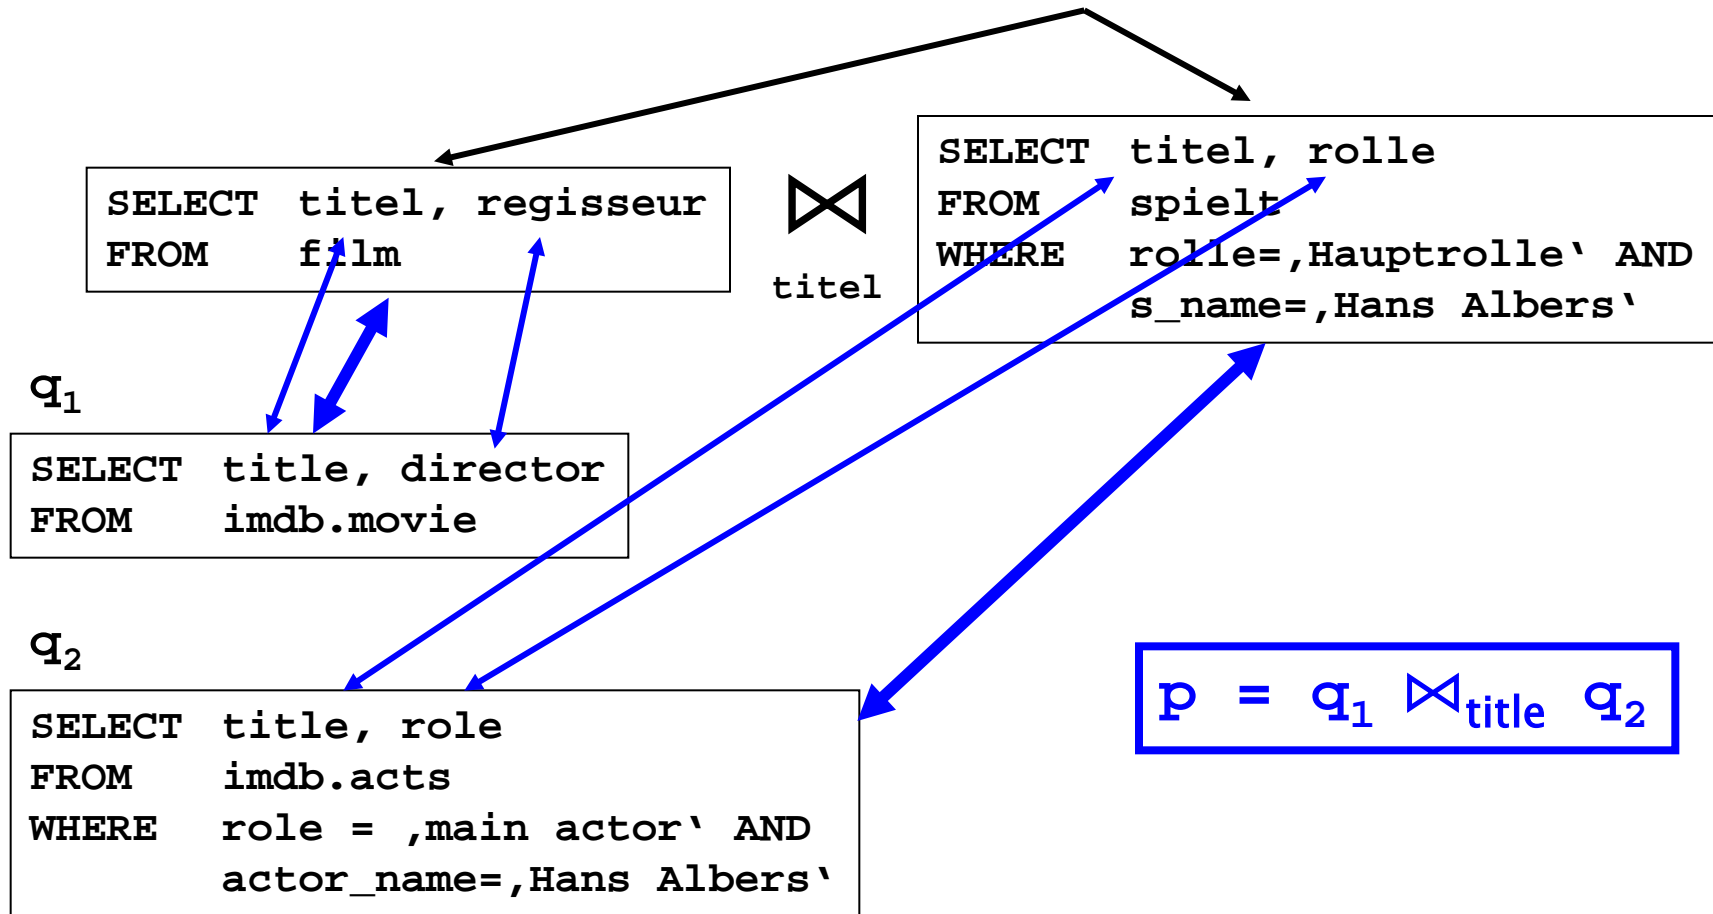 SELECT titel, regisseur
FROM film
⋈
titel
SELECT titel, rolle
FROM spielt
WHERE rolle=‚Hauptrolle‘ AND
s_name=‚Hans Albers‘
q1
SELECT title, director
FROM imdb.movie
q2
SELECT title, role
FROM imdb.acts
WHERE role = ‚main actor‘ AND
actor_name=‚Hans Albers‘
p = q1 ⋈title q2